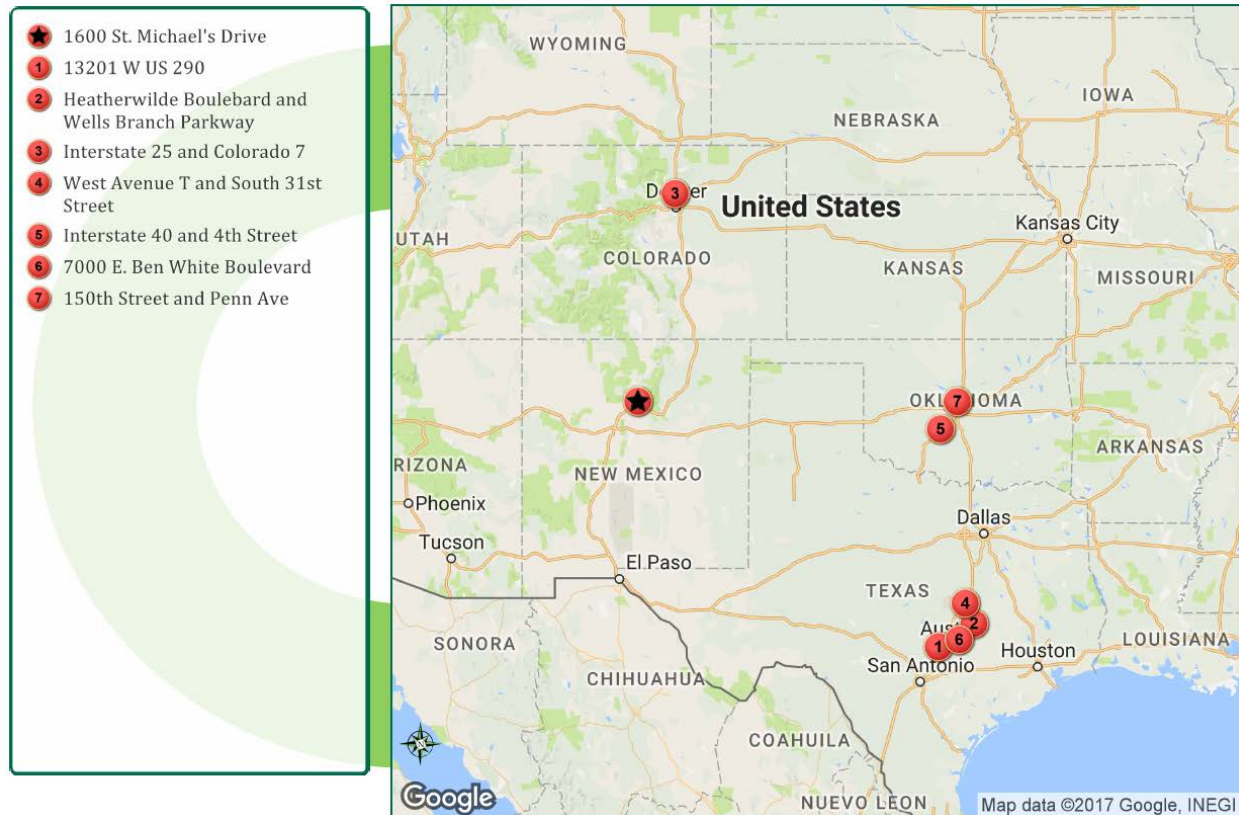 1600 St. Michael's Drive
1 13201 W US 290
2 Heatherwilde Boulebard and
Wells Branch Parkway
3 Interstate 25 and Colorado 7
4 West Avenue T and South 31st
Street
5 Interstate 40 and 4th Street
6 7000 E. Ben White Boulevard
7 150th Street and Penn Ave
WYOMING
IOWA
NEBRASKA
3
United States
Kansas City
UTAH
COLORADO
KANSAS
MISSOURI
OKLAHOMA
7
5
ARKANSAS
RIZONA
NEW MEXICO
Phoenix
Dallas
Tucson
El Paso
TEXAS
4
2
Aust
6
1
SONORA
Houston
LOUISIANA
San Antonio
CHIHUAHUA
N
COAHUILA
Google
NUEVO LEON
Map data ©2017 Google, INEGI